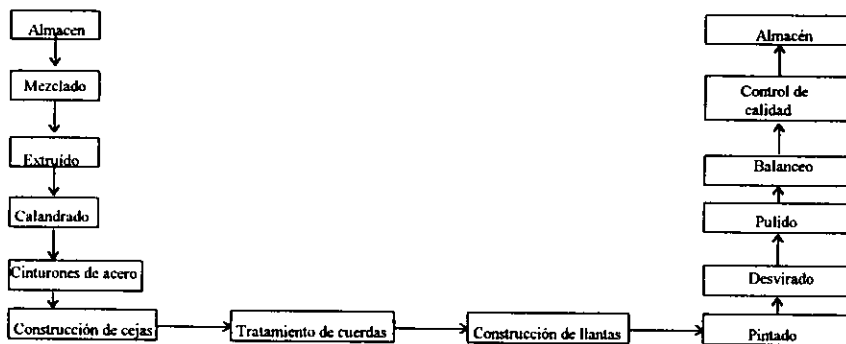 Almacen
Mezclado
Extruído
Calandrado
Cinturones de acero
Construcción de cejas
Tratamiento de cuerdas
Construcción de llantas
Pintado
Desvirado
Pulido
Balanceo
Control de
calidad
Almacén